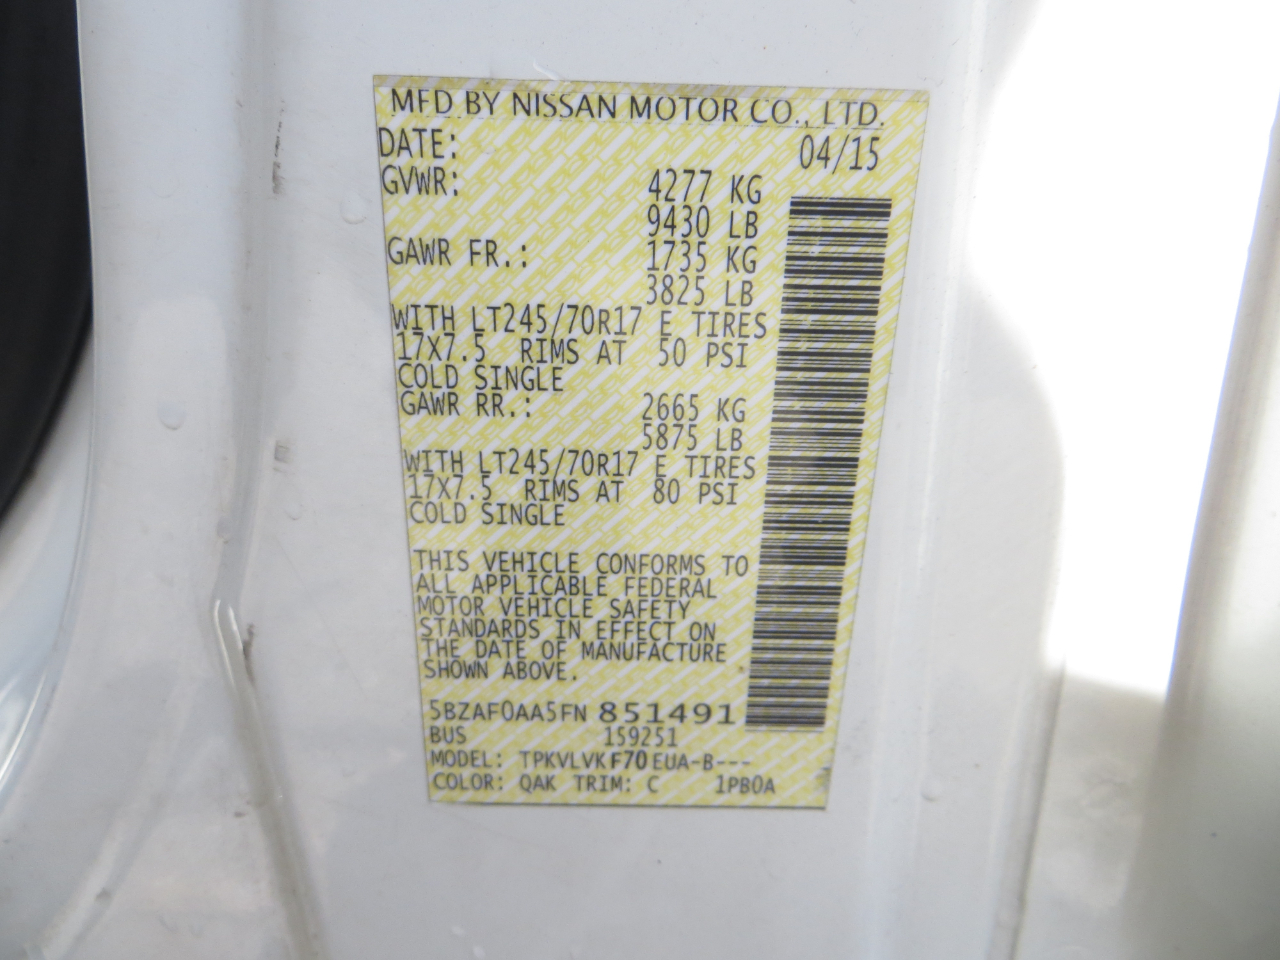 MFD BY NISSAN MOTOR CO., LTD.
DATE: 04/15
GVWR: 4277 KG
9430 LB
GAWR FR.: 1735 KG
3825 LB
WITH LT245/70R17 E TIRES
17X7.5 RIMS AT 50 PSI
COLD SINGLE
GAWR RR.: 2665 KG
5875 LB
WITH LT245/70R17 E TIRES
17X7.5 RIMS AT 80 PSI
COLD SINGLE
THIS VEHICLE CONFORMS TO
ALL APPLICABLE FEDERAL
MOTOR VEHICLE SAFETY
STANDARDS IN EFFECT ON
THE DATE OF MANUFACTURE
SHOWN ABOVE.
5BZAF0AA5FN 851491
BUS 159251
MODEL: TPKVLVK F70 EUA-B---
COLOR: QAK TRIM: C 1PB0A